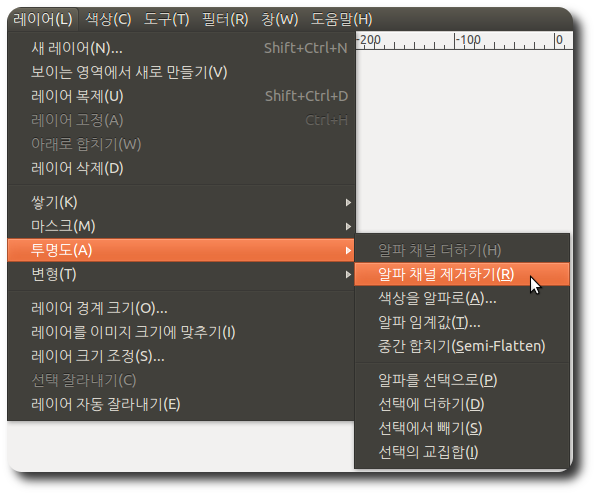 레이어(L) 색상(C) 도구(T) 필터(R) 창(W) 도움말(H)
-200 -100 0
새 레이어(N)... Shift+Ctrl+N
보이는 영역에서 새로 만들기(V)
레이어 복제(U) Shift+Ctrl+D
레이어 고정(A) Ctrl+H
아래로 합치기(W)
레이어 삭제(D)
쌓기(K)
마스크(M)
투명도(A)
변형(T)
레이어 경계 크기(O)...
레이어를 이미지 크기에 맞추기(I)
레이어 크기 조정(S)...
선택 잘라내기(C)
레이어 자동 잘라내기(E)
알파 채널 더하기(H)
알파 채널 제거하기(R)
색상을 알파로(A)...
알파 임계값(T)...
중간 합치기(Semi-Flatten)
알파를 선택으로(P)
선택에 더하기(D)
선택에서 빼기(S)
선택의 교집합(I)